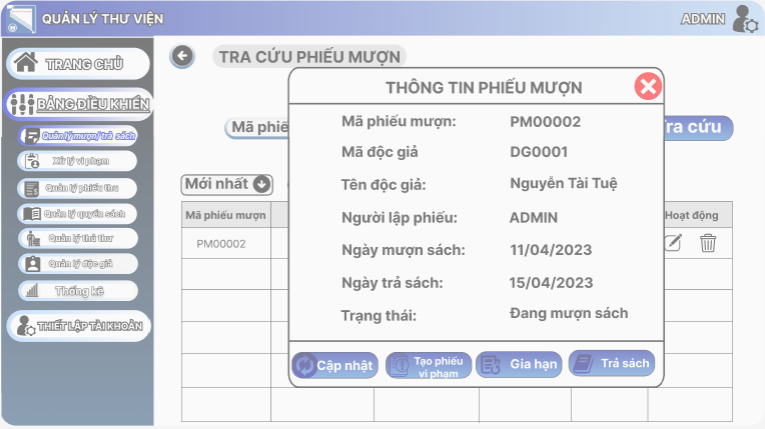 QUẢN LÝ THƯ VIỆN
ADMIN
TRANG CHỦ
BẢNG ĐIỀU KHIỂN
Quản lý mượn/ trả sách
Xử lý vi phạm
Quản lý phiếu thu
Quản lý quyển sách
Quản lý thủ thư
Quản lý độc giả
Thống kê
THIẾT LẬP TÀI KHOẢN
TRA CỨU PHIẾU MƯỢN
Mã phiế
ra cứu
Mới nhất
Mã phiếu mượn
Hoạt động
PM00002
THÔNG TIN PHIẾU MƯỢN
Mã phiếu mượn: PM00002
Mã độc giả DG0001
Tên độc giả: Nguyễn Tài Tuệ
Người lập phiếu: ADMIN
Ngày mượn sách: 11/04/2023
Ngày trả sách: 15/04/2023
Trạng thái: Đang mượn sách
Cập nhật
Tạo phiếu
vi phạm
Gia hạn
Trả sách